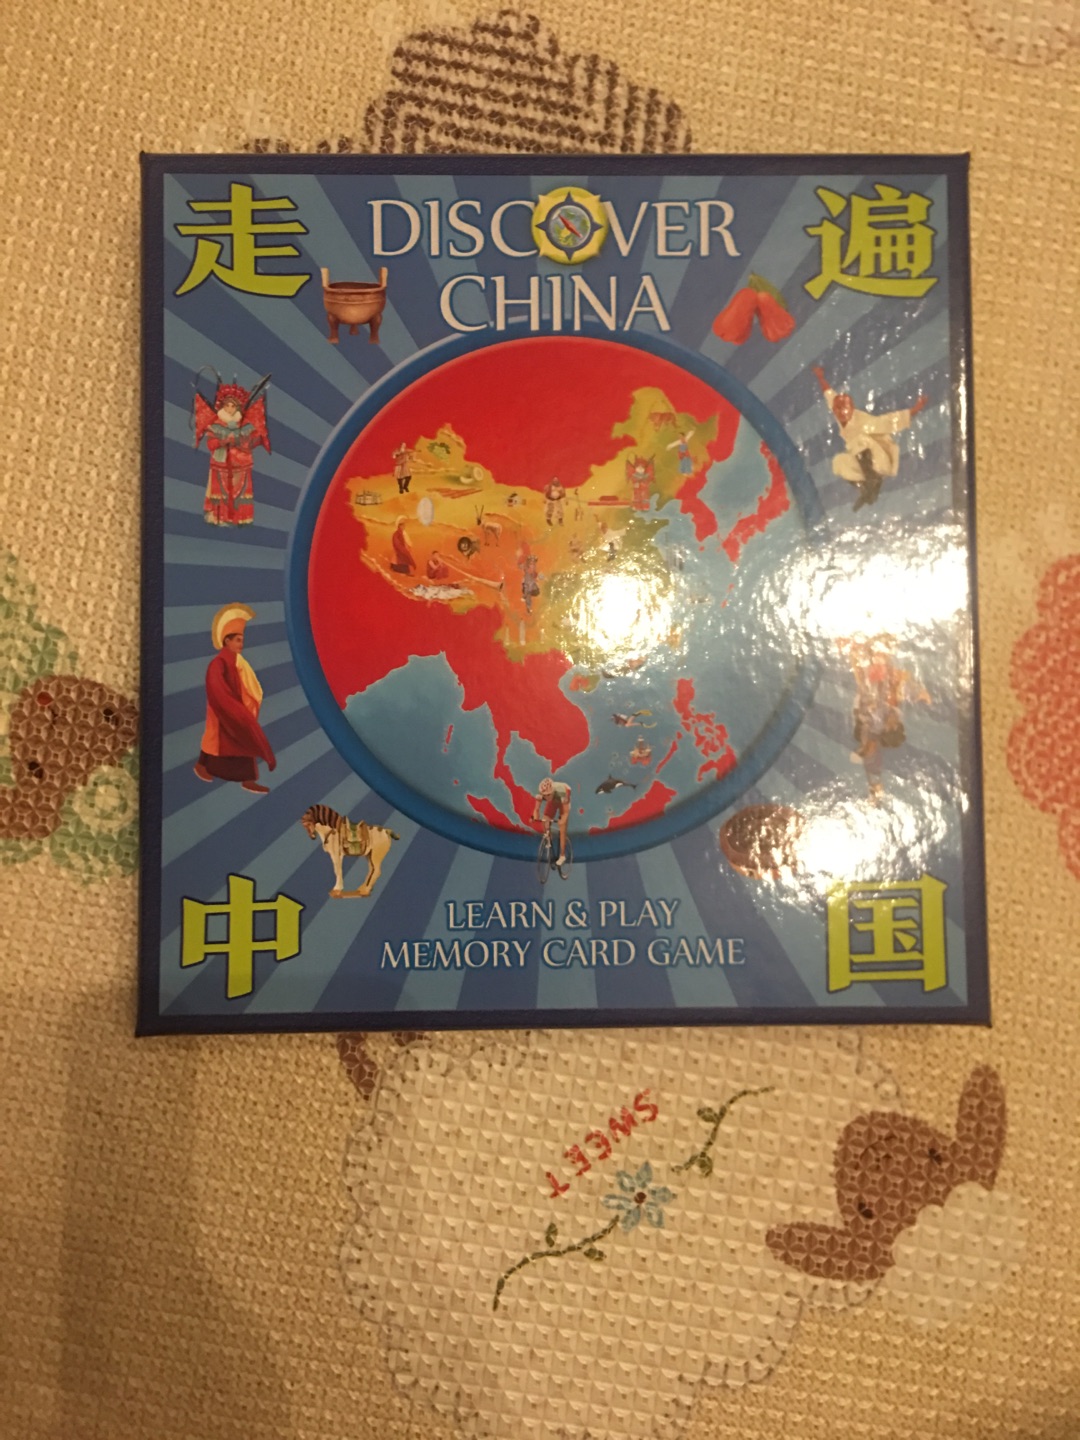 走 遍
DISCOVER
CHINA
中 国
LEARN & PLAY
MEMORY CARD GAME
SWEET